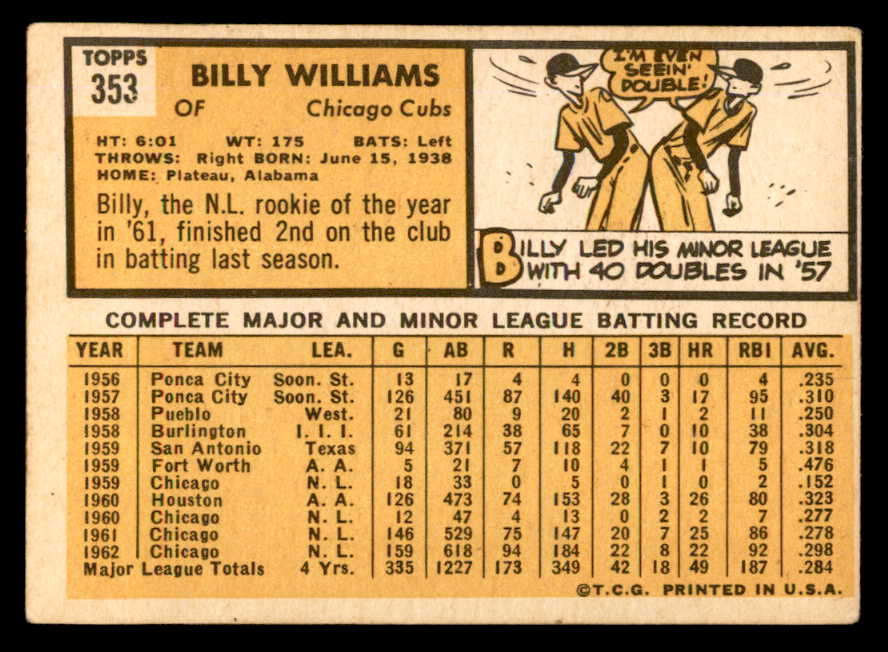 TOPPS
353
BILLY WILLIAMS
OF Chicago Cubs
HT: 6:01 WT: 175 BATS: Left
THROWS: Right BORN: June 15, 1938
HOME: Plateau, Alabama
Billy, the N.L. rookie of the year
in '61, finished 2nd on the club
in batting last season.
I'M EVEN
SEEIN'
DOUBLE!
BILLY LED HIS MINOR LEAGUE
WITH 40 DOUBLES IN '57
COMPLETE MAJOR AND MINOR LEAGUE BATTING RECORD
YEAR TEAM LEA. G AB R H 2B 3B HR RBI AVG.
1956 Ponca City Soon. St. 13 17 4 4 0 0 0 4 .235
1957 Ponca City Soon. St. 126 451 87 140 40 3 17 95 .310
1958 Pueblo West. 21 80 9 20 2 1 2 11 .250
1958 Burlington I. I. I. 61 214 38 65 7 0 10 38 .304
1959 San Antonio Texas 94 371 57 118 22 7 10 79 .318
1959 Fort Worth A. A. 5 21 7 10 4 1 1 5 .476
1959 Chicago N. L. 18 33 0 5 0 1 0 2 .152
1960 Houston A. A. 126 473 74 153 28 3 26 80 .323
1960 Chicago N. L. 12 47 4 13 0 2 2 7 .277
1961 Chicago N. L. 146 529 75 147 20 7 25 86 .278
1962 Chicago N. L. 159 618 94 184 22 8 22 92 .298
Major League Totals 4 Yrs. 335 1227 173 349 42 18 49 187 .284
©T.C.G. PRINTED IN U.S.A.